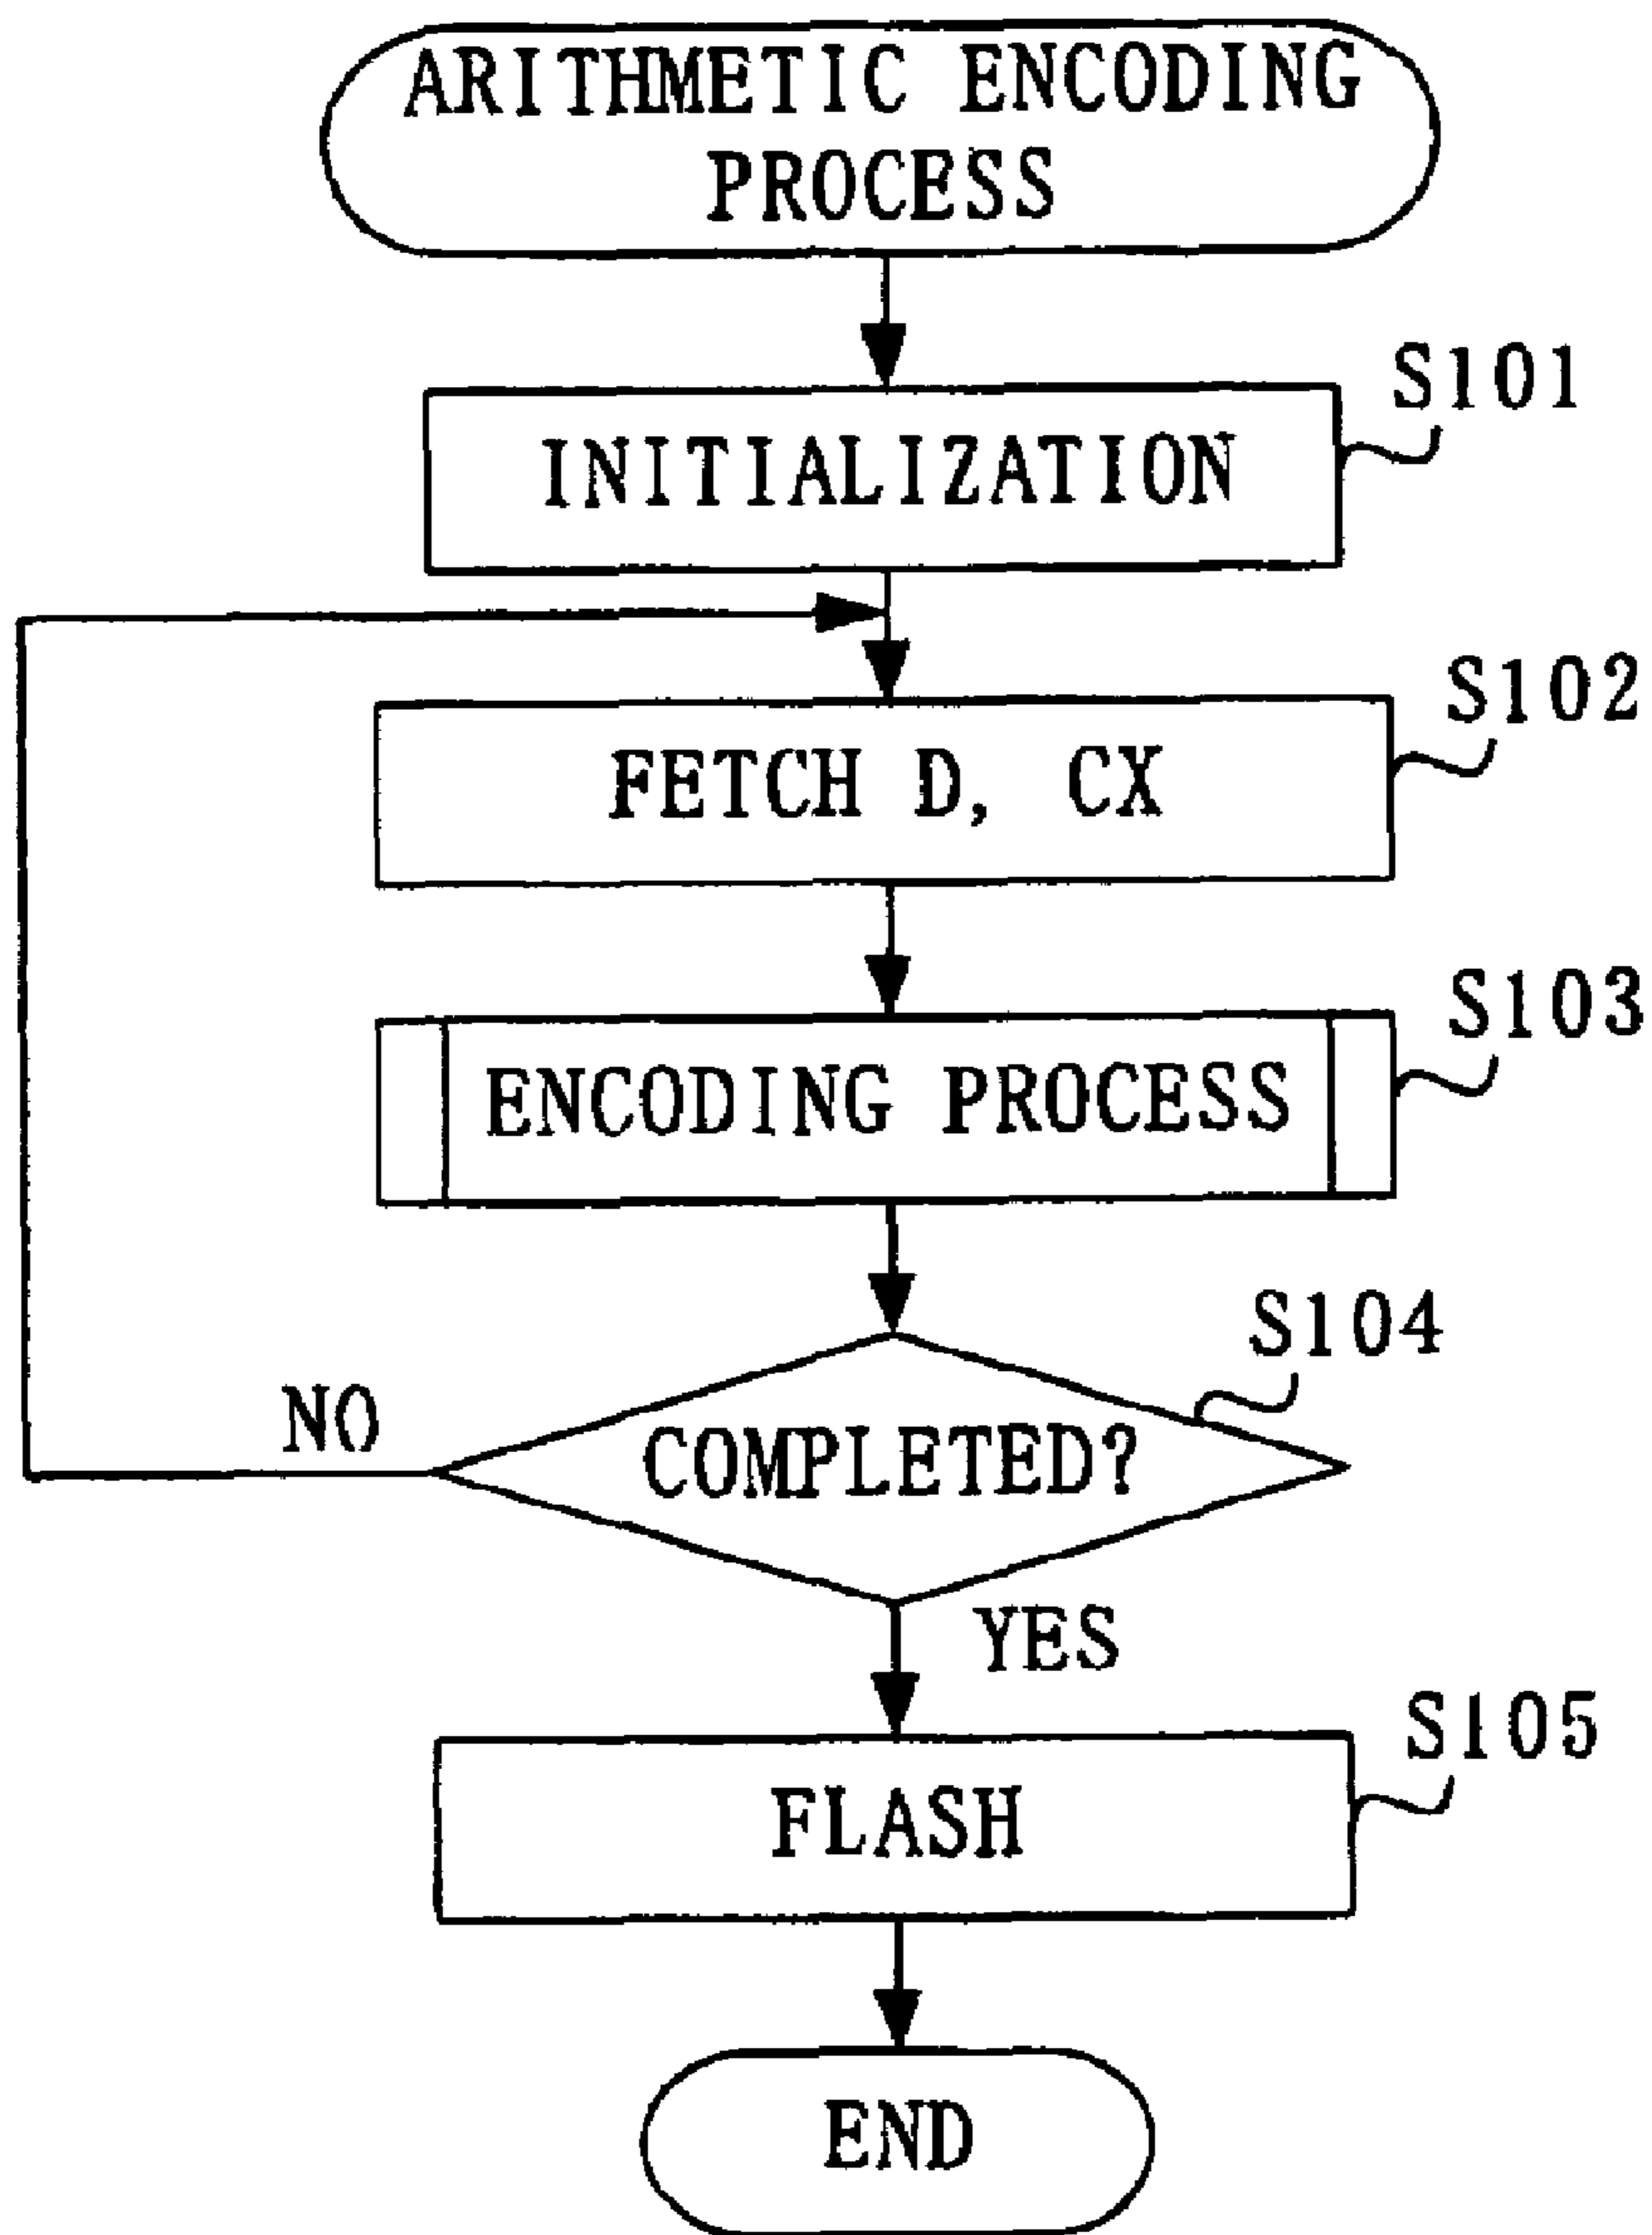 ARITHMETIC ENCODING
PROCESS
S101
INITIALIZATION
S102
FETCH D, CX
S103
ENCODING PROCESS
S104
NO
COMPLETED?
YES
S105
FLASH
END